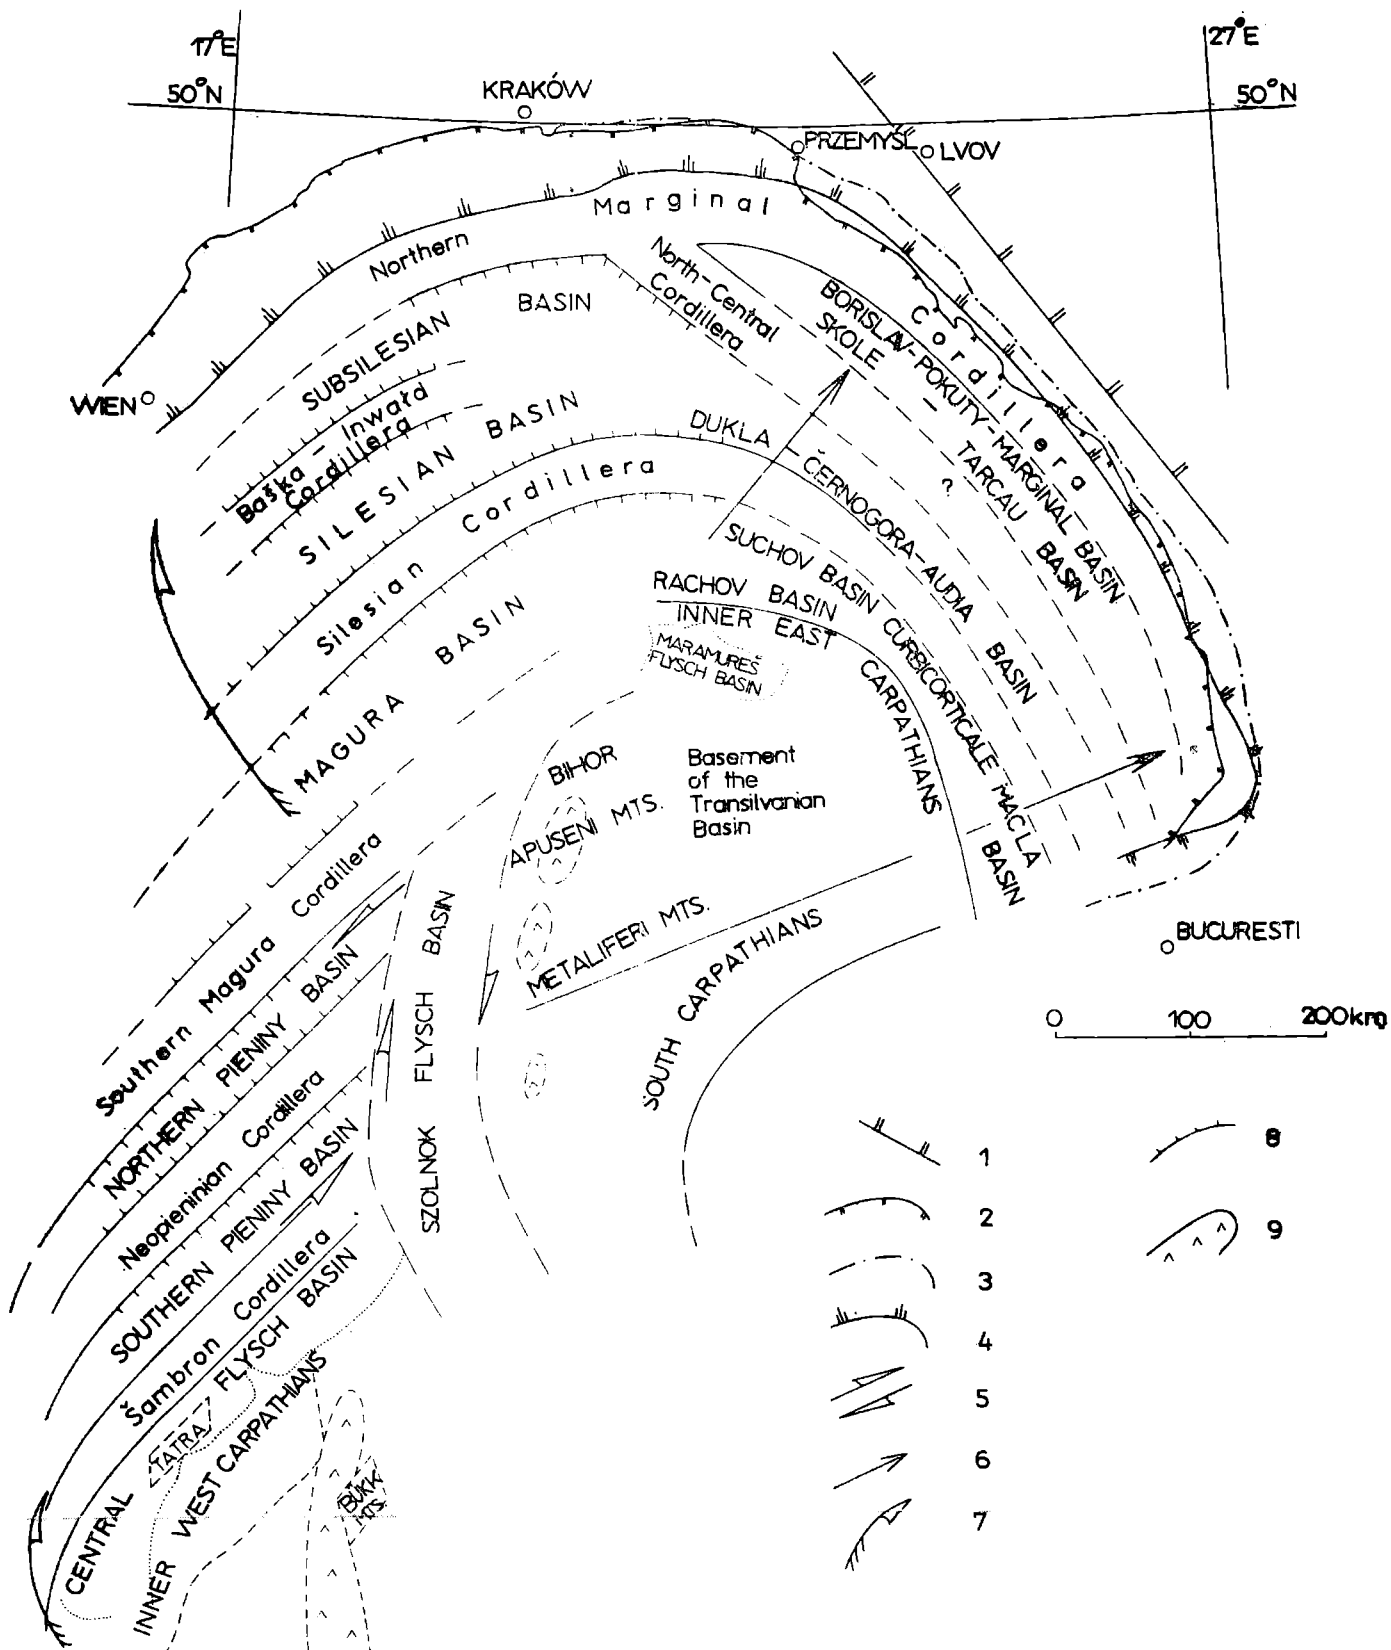 17°E
27°E
50°N
50°N
KRAKÓW
PRZEMYŚL
LVOV
WIEN
Northern
Marginal
Cordillera
North-Central
Cordillera
SUBSILESIAN
BASIN
BORISLAV-POKUTY-MARGINAL BASIN
SKOLE
-
TARCAU
BASIN
?
Baška - Inwałd
Cordillera
SILESIAN BASIN
DUKLA - ČERNOGORA-AUDIA BASIN
Silesian Cordillera
SUCHOV BASIN CURBICORTICALE MACLA
BASIN
RACHOV BASIN
INNER EAST CARPATHIANS
MARAMUREŠ
FLYSCH BASIN
MAGURA BASIN
BIHOR
APUSENI MTS.
Basement
of the
Transilvanian
Basin
METALIFERI MTS.
SOUTH CARPATHIANS
BUCURESTI
Southern Magura Cordillera
NORTHERN PIENINY BASIN
SZOLNOK FLYSCH BASIN
Neopieninian Cordillera
SOUTHERN PIENINY BASIN
Šambron Cordillera
CENTRAL FLYSCH BASIN
TATRA
INNER WEST CARPATHIANS
BÜKK
MTS.
0 100 200km
1
2
3
4
5
6
7
8
9